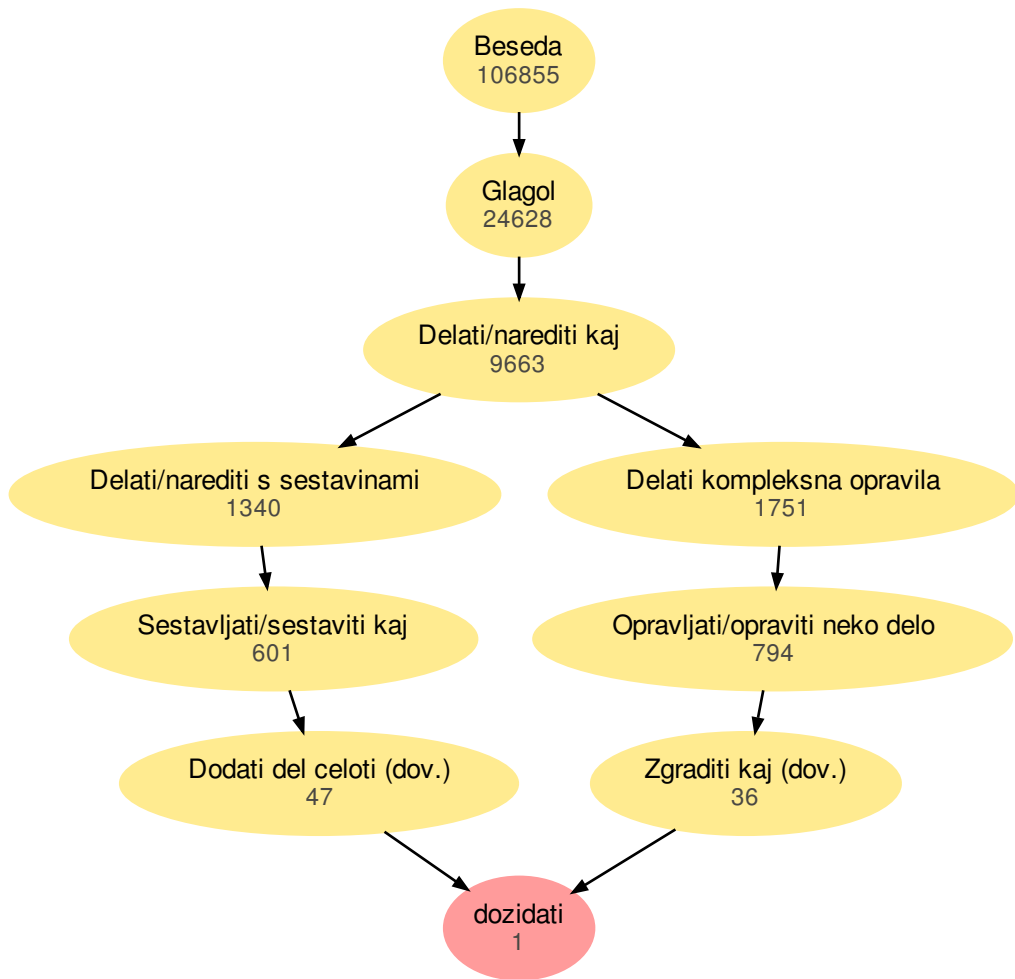 Beseda
106855
Glagol
24628
Delati/narediti kaj
9663
Delati/narediti s sestavinami
1340
Delati kompleksna opravila
1751
Sestavljati/sestaviti kaj
601
Opravljati/opraviti neko delo
794
Dodati del celoti (dov.)
47
Zgraditi kaj (dov.)
36
dozidati
1